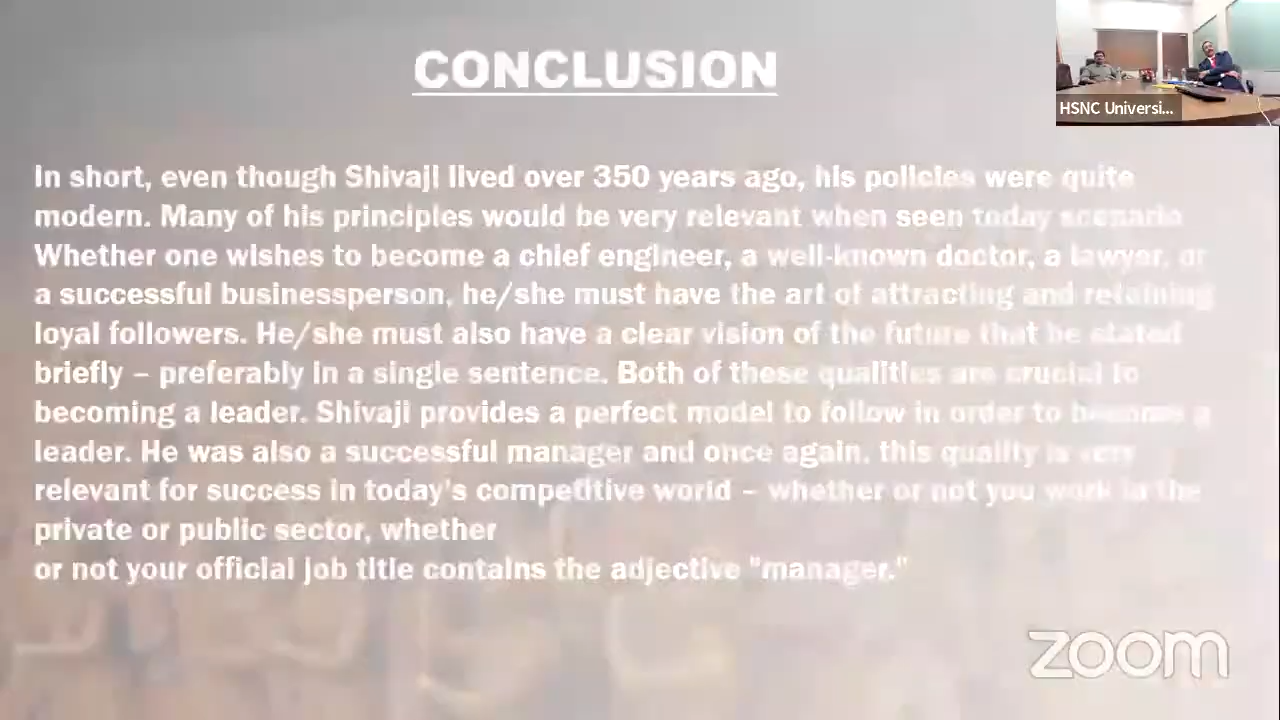 CONCLUSION
HSNC Universi...
In short, even though Shivaji lived over 350 years ago, his policies were quite
modern. Many of his principles would be very relevant when seen today scenario
Whether one wishes to become a chief engineer, a well-known doctor, a lawyer, or
a successful businessperson, he/she must have the art of attracting and retaining
loyal followers. He/she must also have a clear vision of the future that be stated
briefly – preferably in a single sentence. Both of these qualities are crucial to
becoming a leader. Shivaji provides a perfect model to follow in order to become a
leader. He was also a successful manager and once again, this quality is very
relevant for success in today's competitive world – whether or not you work in the
private or public sector, whether
or not your official job title contains the adjective "manager."
zoom